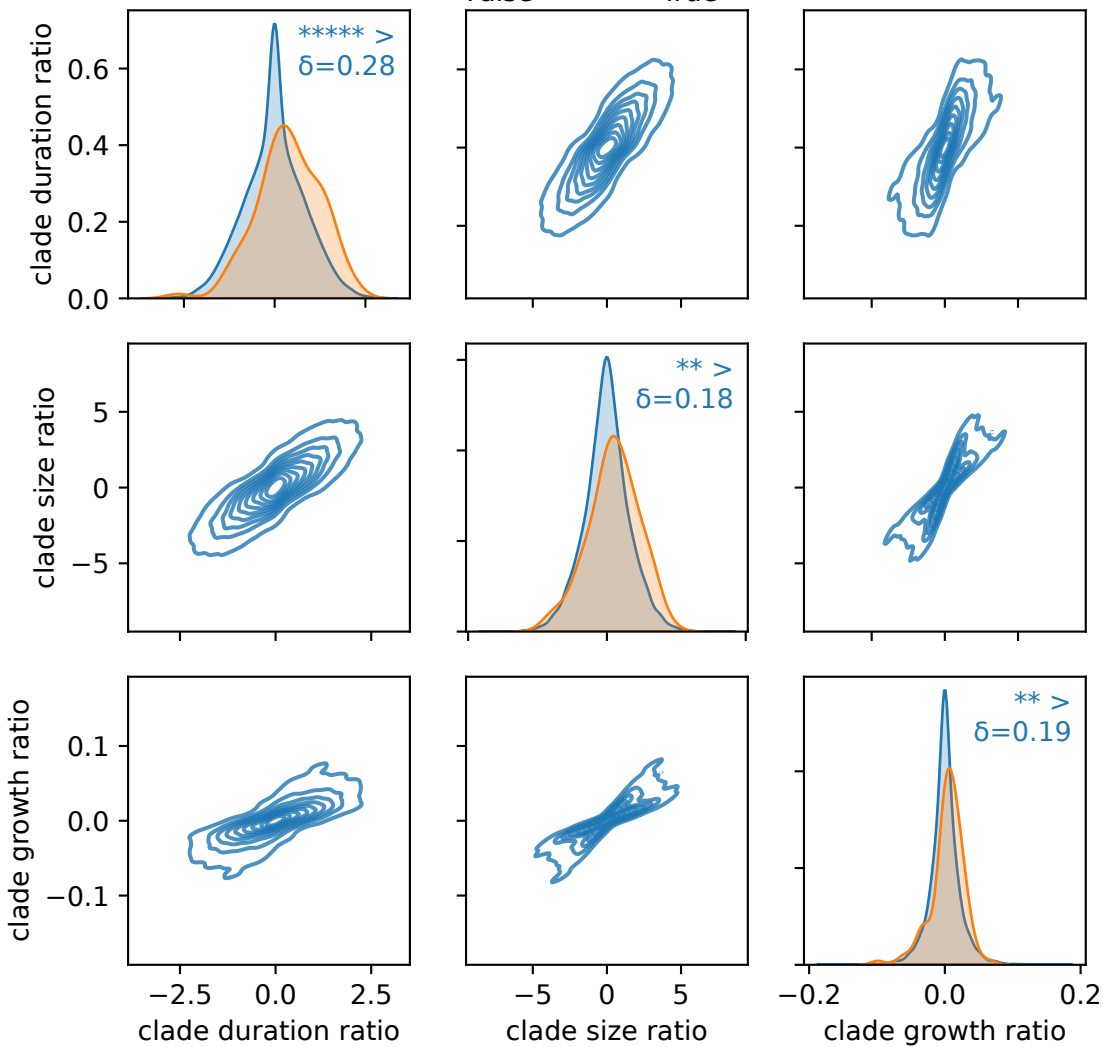 ***** >
δ=0.28
clade duration ratio
0.6
0.4
0.2
0.0
** >
δ=0.18
clade size ratio
5
0
−5
** >
δ=0.19
clade growth ratio
0.1
0.0
−0.1
−2.5 0.0 2.5
−5 0 5
−0.2 0.0 0.2
clade duration ratio
clade size ratio
clade growth ratio